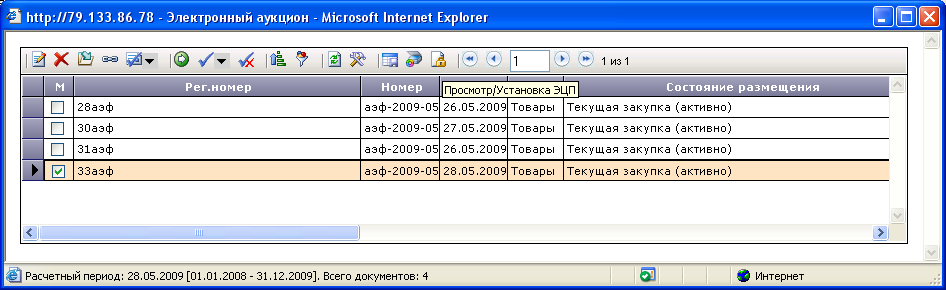 http://79.133.86.78 - Электронный аукцион - Microsoft Internet Explorer
1 1 из 1
М Рег.номер Номер Состояние размещения
Просмотр/Установка ЭЦП
28аэф аэф-2009-05 26.05.2009 Товары Текущая закупка (активно)
30аэф аэф-2009-05 27.05.2009 Товары Текущая закупка (активно)
31аэф аэф-2009-05 26.05.2009 Товары Текущая закупка (активно)
33аэф аэф-2009-05 28.05.2009 Товары Текущая закупка (активно)
Расчетный период: 28.05.2009 [01.01.2008 - 31.12.2009]. Всего документов: 4 Интернет